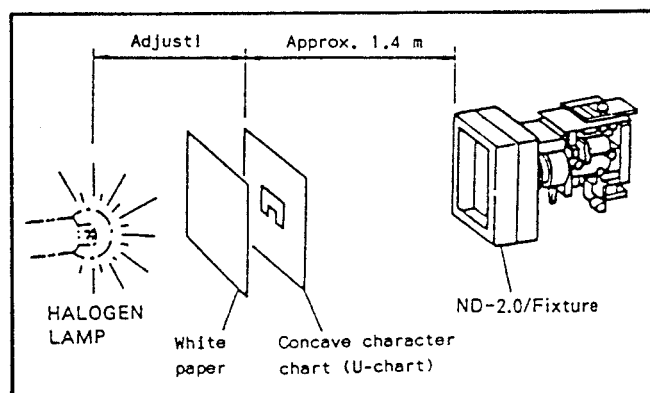 Adjust! Approx. 1.4 m
HALOGEN
LAMP
White
paper
Concave character
chart (U-chart)
ND-2.0/Fixture